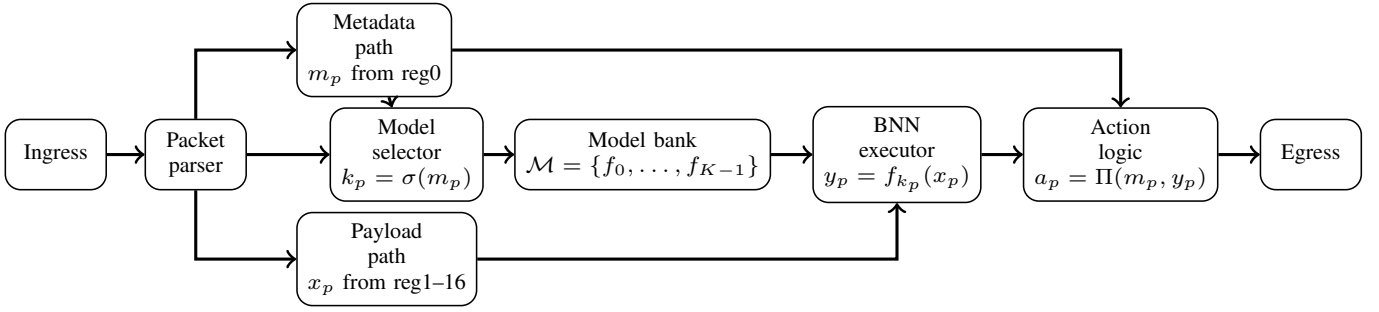 Ingress
Packet
parser
Metadata
path
m_p from reg0
Model
selector
k_p = σ(m_p)
Payload
path
x_p from reg1–16
Model bank
ℳ = {f_0, . . . , f_{K−1}}
BNN
executor
y_p = f_{k_p}(x_p)
Action
logic
a_p = Π(m_p, y_p)
Egress